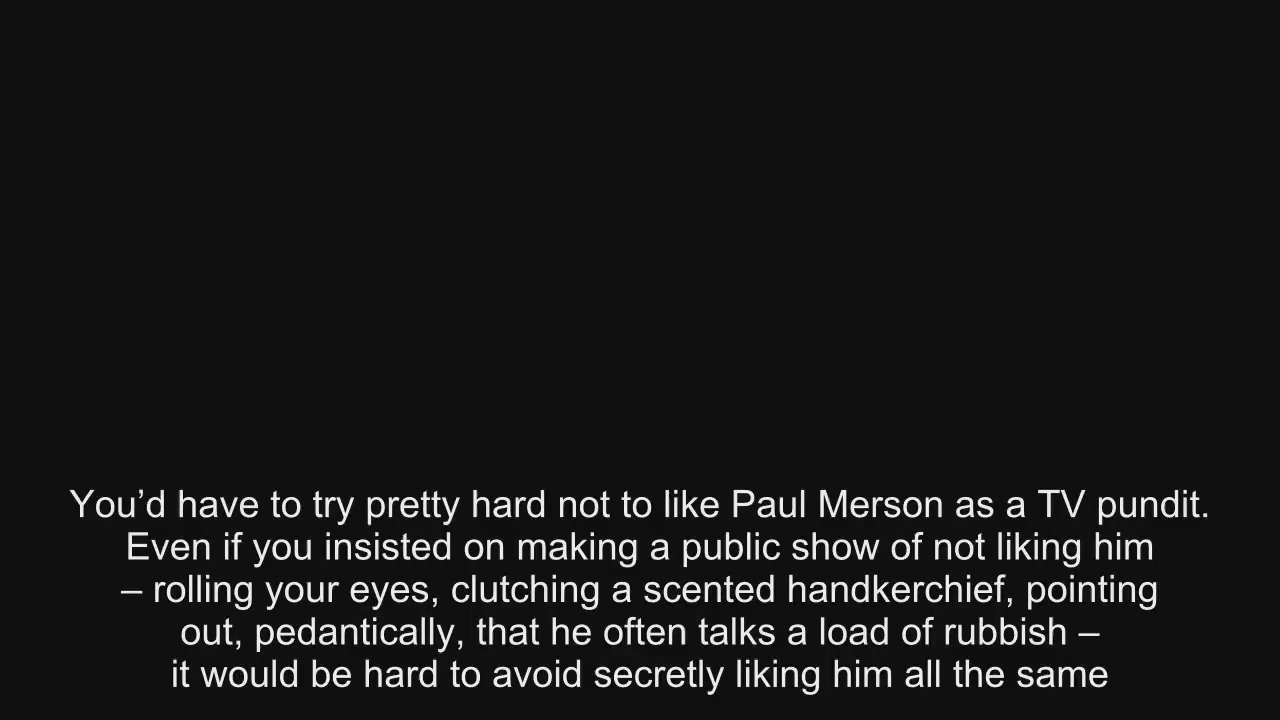 You’d have to try pretty hard not to like Paul Merson as a TV pundit.
Even if you insisted on making a public show of not liking him
– rolling your eyes, clutching a scented handkerchief, pointing
out, pedantically, that he often talks a load of rubbish –
it would be hard to avoid secretly liking him all the same